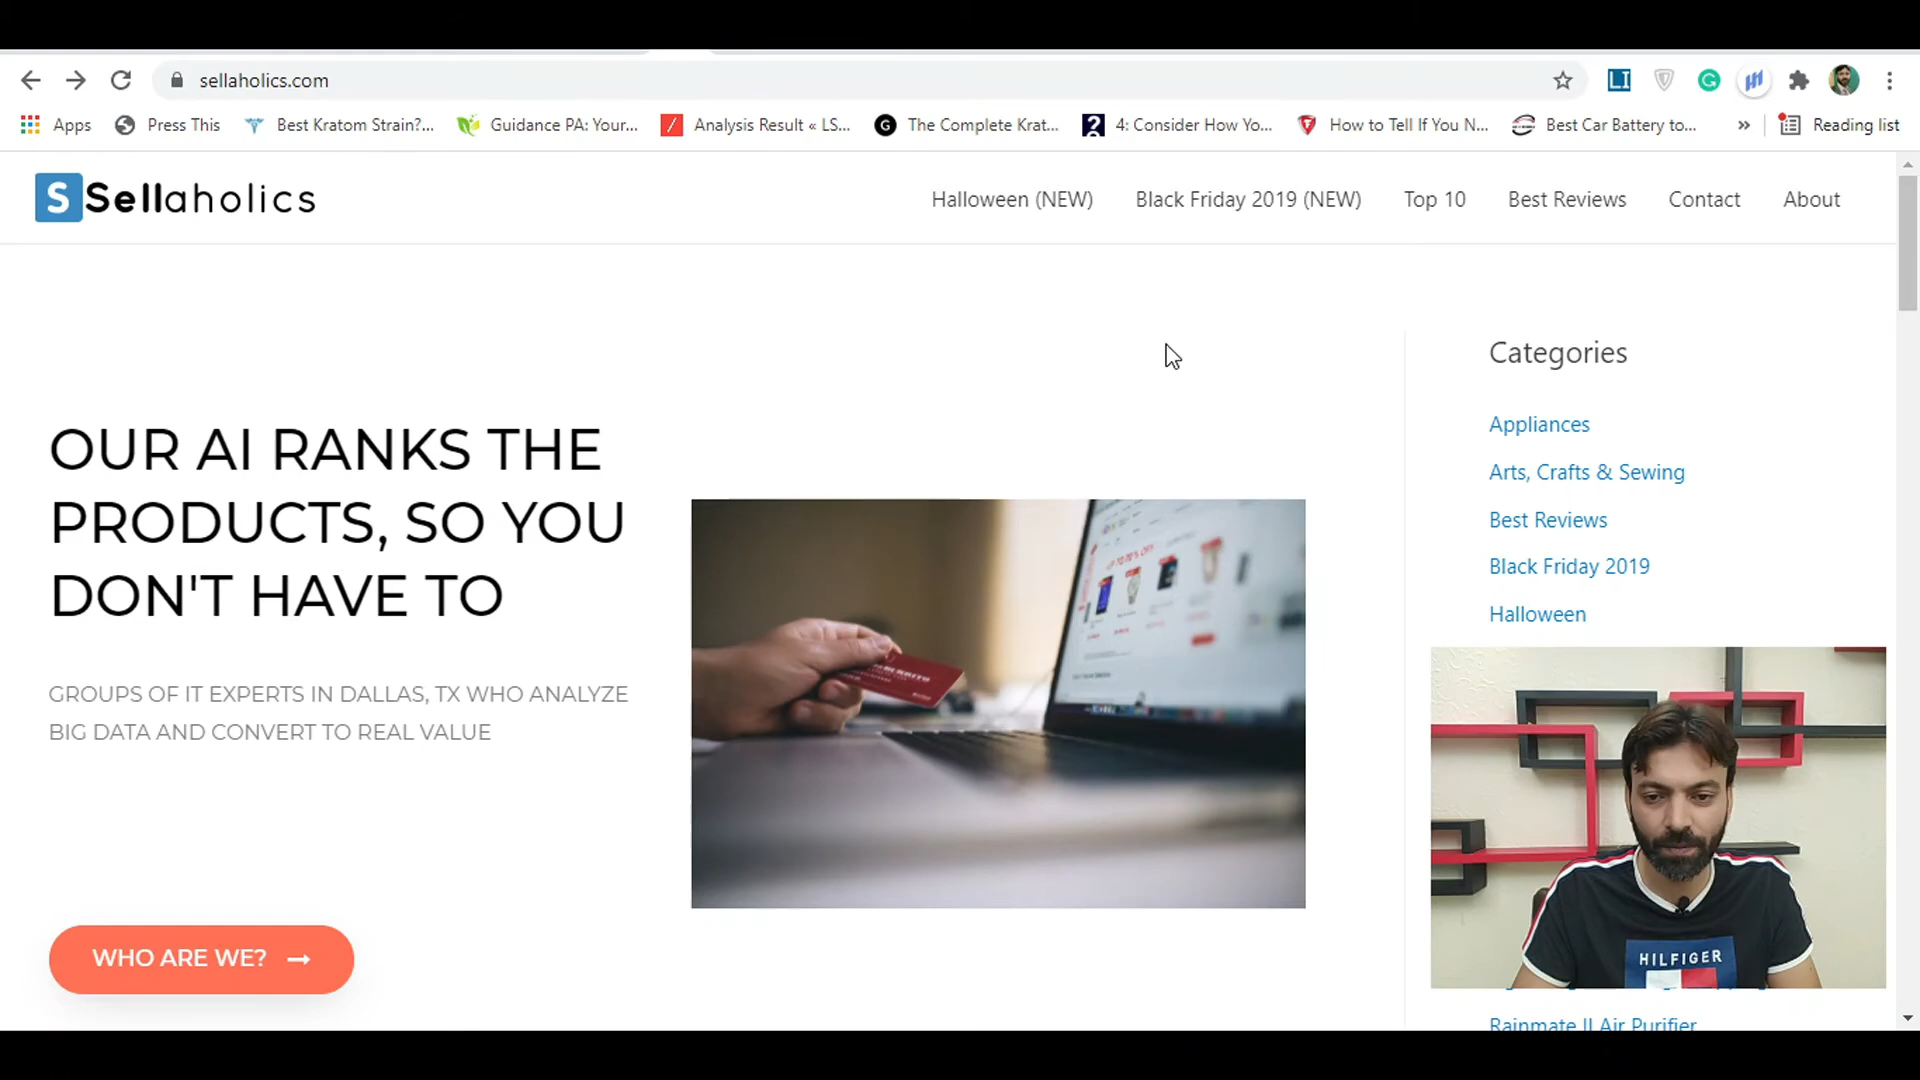 sellaholics.com
Apps
Press This
Best Kratom Strain?...
Guidance PA: Your...
Analysis Result « LS...
The Complete Krat...
4: Consider How Yo...
How to Tell If You N...
Best Car Battery to...
Reading list
S Sellaholics
Halloween (NEW)
Black Friday 2019 (NEW)
Top 10
Best Reviews
Contact
About
OUR AI RANKS THE
PRODUCTS, SO YOU
DON'T HAVE TO
GROUPS OF IT EXPERTS IN DALLAS, TX WHO ANALYZE
BIG DATA AND CONVERT TO REAL VALUE
WHO ARE WE?
Categories
Appliances
Arts, Crafts & Sewing
Best Reviews
Black Friday 2019
Halloween
HILFIGER
Rainmate II Air Purifier